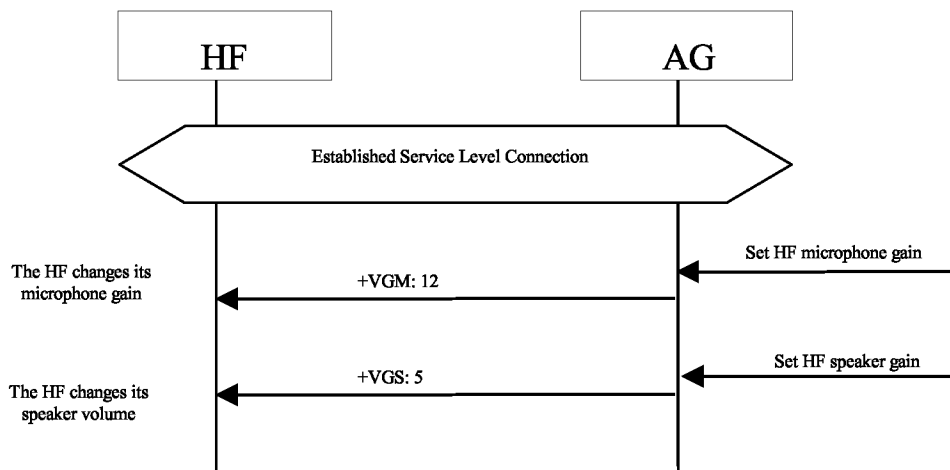 HF
AG
Established Service Level Connection
Set HF microphone gain
The HF changes its
microphone gain
+VGM: 12
Set HF speaker gain
+VGS: 5
The HF changes its
speaker volume